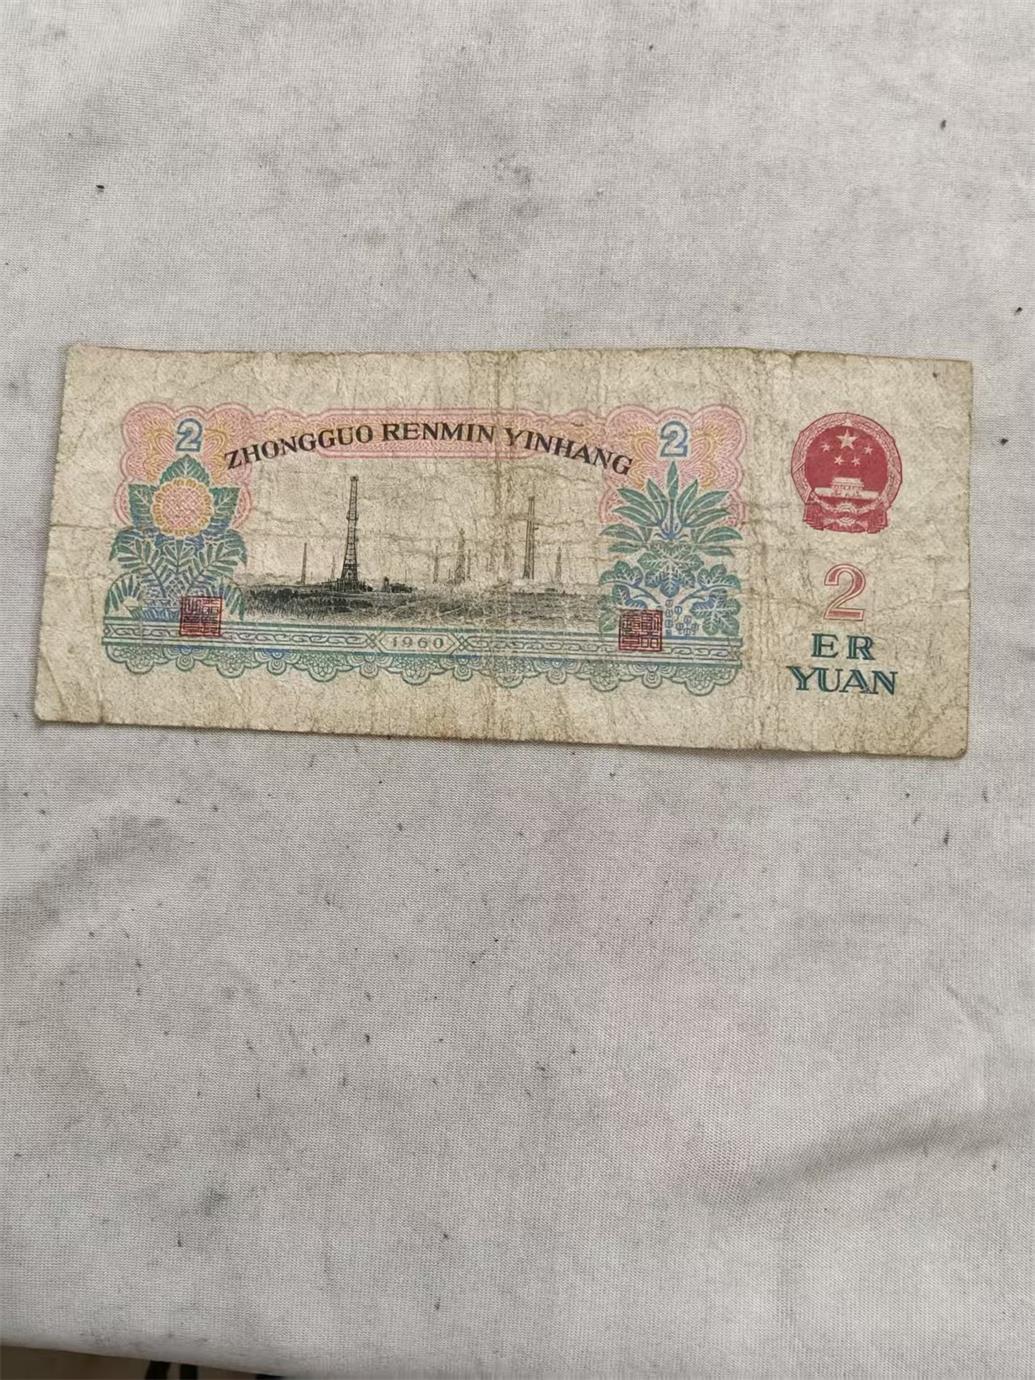 2 ZHONGGUO RENMIN YINHANG 2
1960
2
ER
YUAN